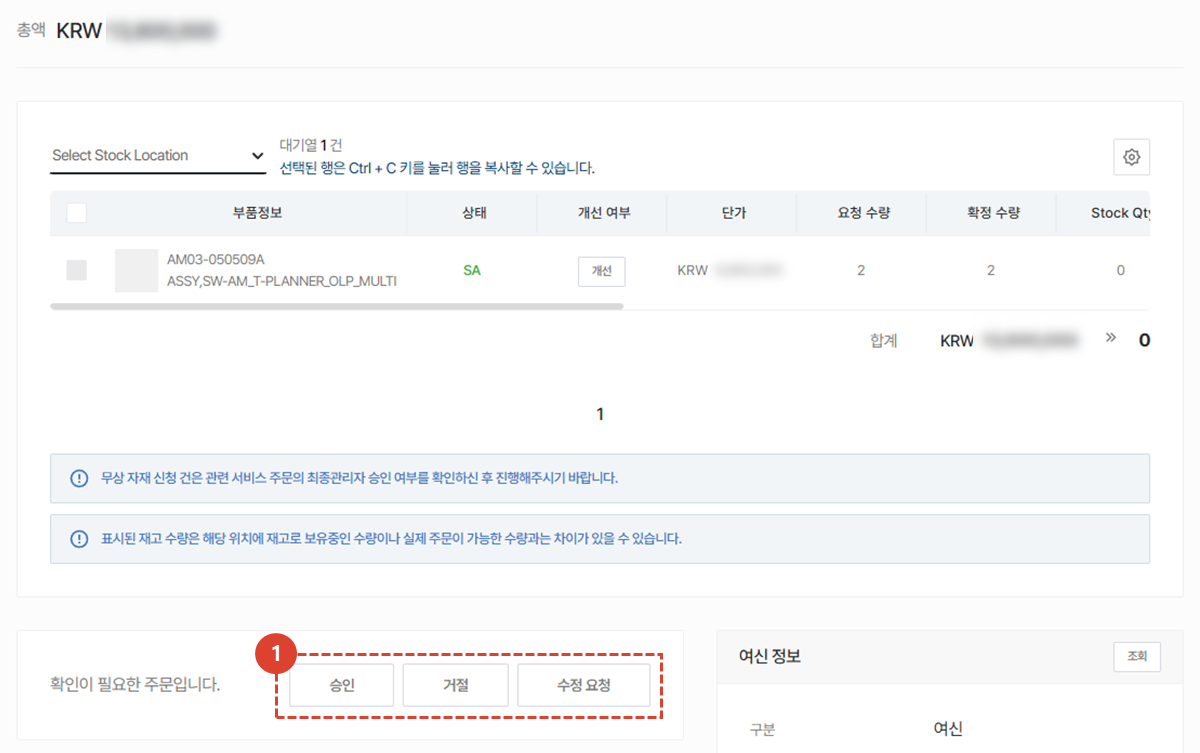 총액 KRW
Select Stock Location
대기열 1 건
선택된 행은 Ctrl + C 키를 눌러 행을 복사할 수 있습니다.
부품정보 상태 개선 여부 단가 요청 수량 확정 수량 Stock Qty
AM03-050509A
ASSY,SW-AM_T-PLANNER_OLP_MULTI
SA 개선 KRW 2 2 0
합계 KRW » 0
1
무상 자재 신청 건은 관련 서비스 주문의 최종관리자 승인 여부를 확인하신 후 진행해주시기 바랍니다.
표시된 재고 수량은 해당 위치에 재고로 보유중인 수량이나 실제 주문이 가능한 수량과는 차이가 있을 수 있습니다.
1
확인이 필요한 주문입니다. 승인 거절 수정 요청
여신 정보 조회
구분 여신